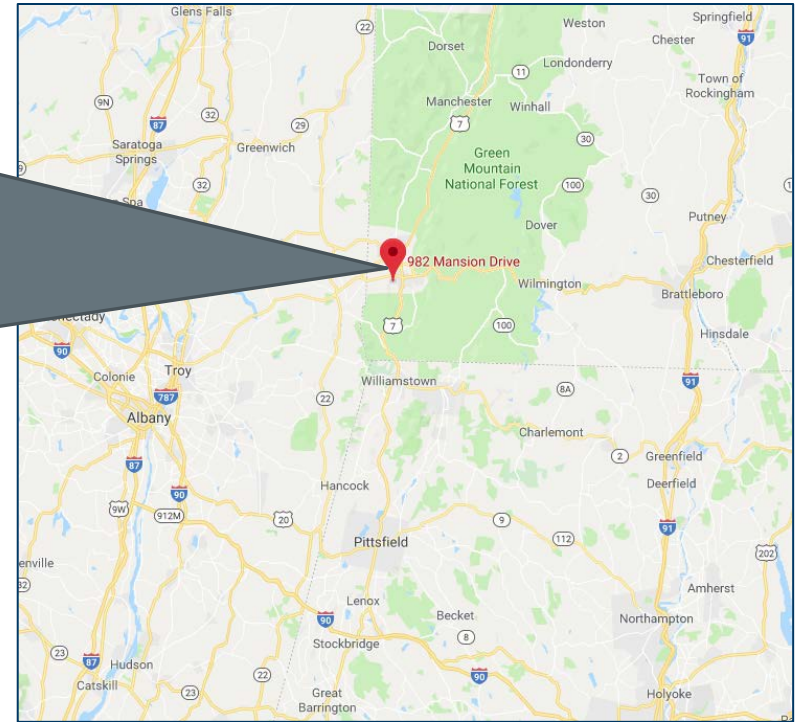 Glens Falls
22
Weston
Springfield
Chester
91
Dorset
Londonderry
11
Town of
Rockingham
9N
32
Manchester
Winhall
87
29
7
30
Saratoga
Springs
Greenwich
Green
Mountain
National Forest
32
100
30
Spa
Putney
Dover
982 Mansion Drive
Chesterfield
Wilmington
Brattleboro
7
100
Hinsdale
90
Troy
Colonie
Williamstown
91
787
8A
22
Albany
Charlemont
2
Greenfield
87
Deerfield
Hancock
90
9W
912M
20
9
91
112
Pittsfield
202
Amherst
Lenox
Becket
90
Northampton
8
Stockbridge
23
87
Hudson
90
Catskill
23
22
Great
Barrington
Holyoke